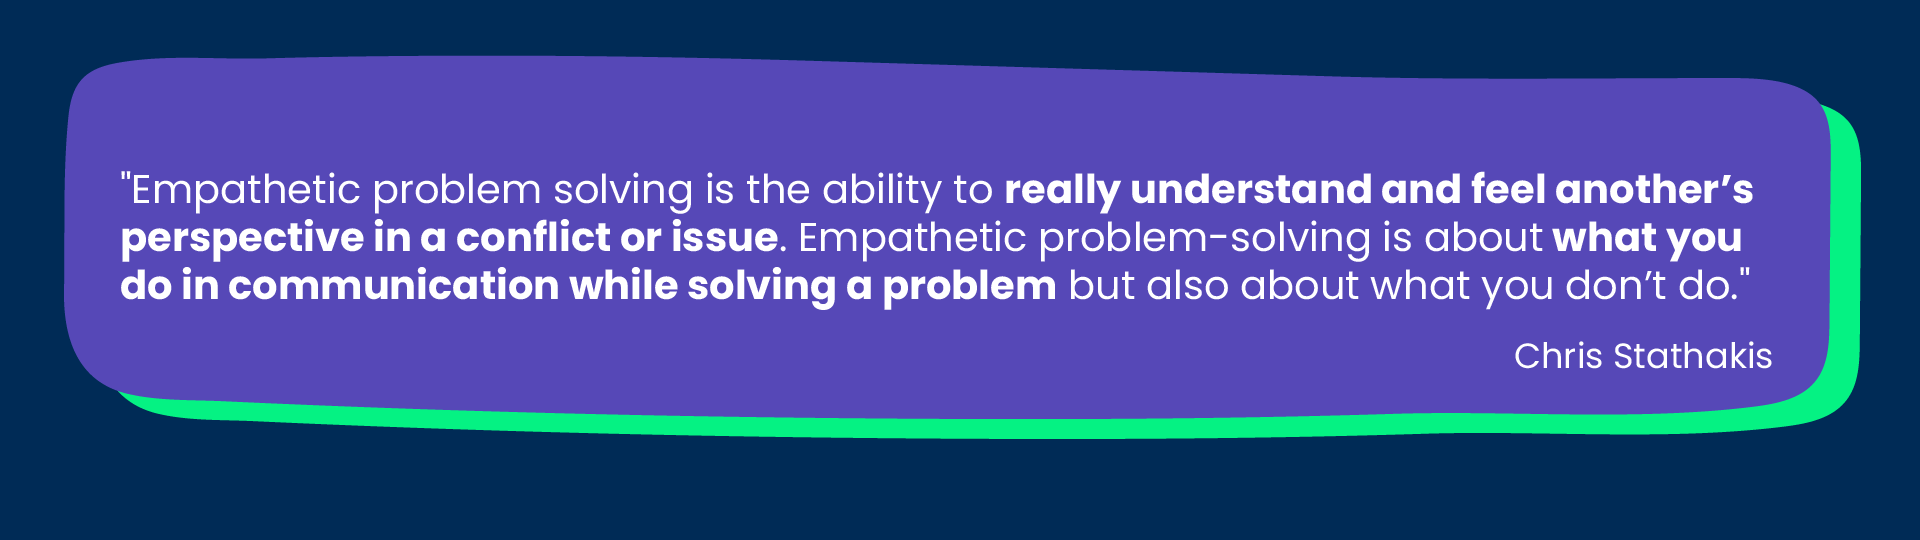 "Empathetic problem solving is the ability to really understand and feel another’s
perspective in a conflict or issue. Empathetic problem-solving is about what you
do in communication while solving a problem but also about what you don’t do."
Chris Stathakis